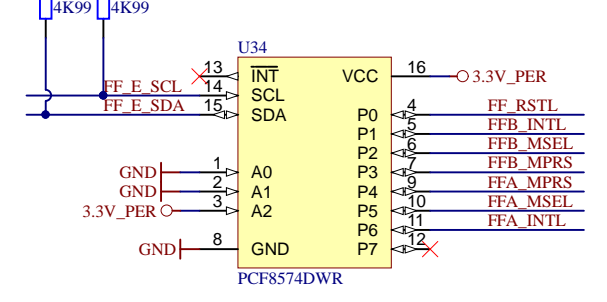 4K99 4K99
U34
13 INT VCC 16 3.3V_PER
FF_E_SCL 14 SCL
FF_E_SDA 15 SDA P0 4 FF_RSTL
P1 5 FFB_INTL
P2 6 FFB_MSEL
GND 1 A0 P3 7 FFB_MPRS
GND 2 A1 P4 9 FFA_MPRS
3.3V_PER 3 A2 P5 10 FFA_MSEL
P6 11 FFA_INTL
GND 8 GND P7 12
PCF8574DWR